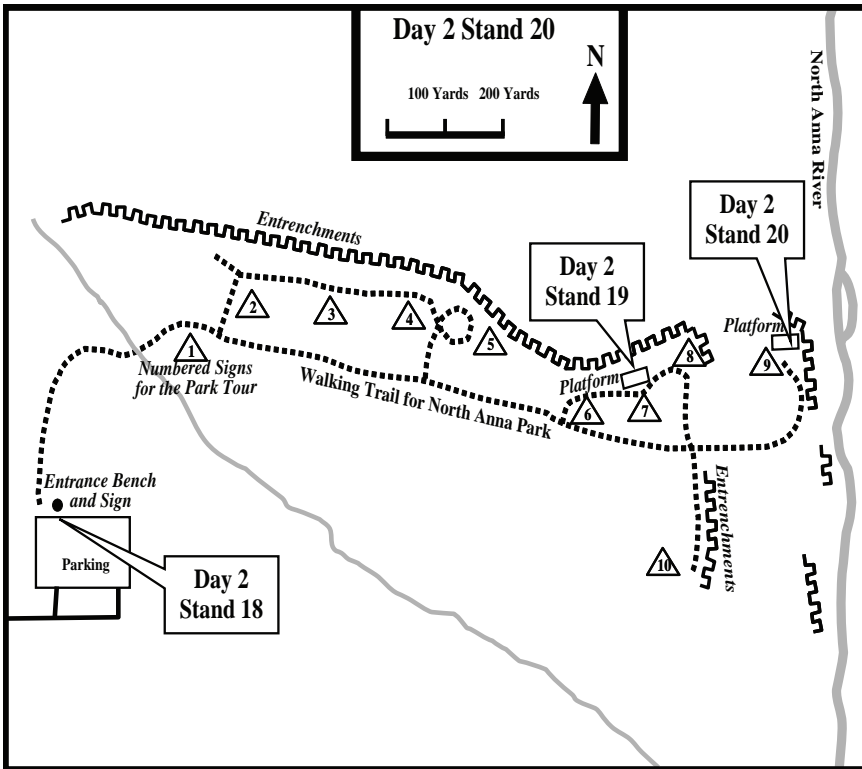 Day 2 Stand 20
100 Yards 200 Yards
N
North Anna River
Day 2
Stand 20
Entrenchments
Day 2
Stand 19
Platform
2
3
4
5
8
9
1
Numbered Signs
for the Park Tour
Walking Trail for North Anna Park
Platform
6
7
Entrance Bench
and Sign
Entrenchments
Parking
10
Day 2
Stand 18